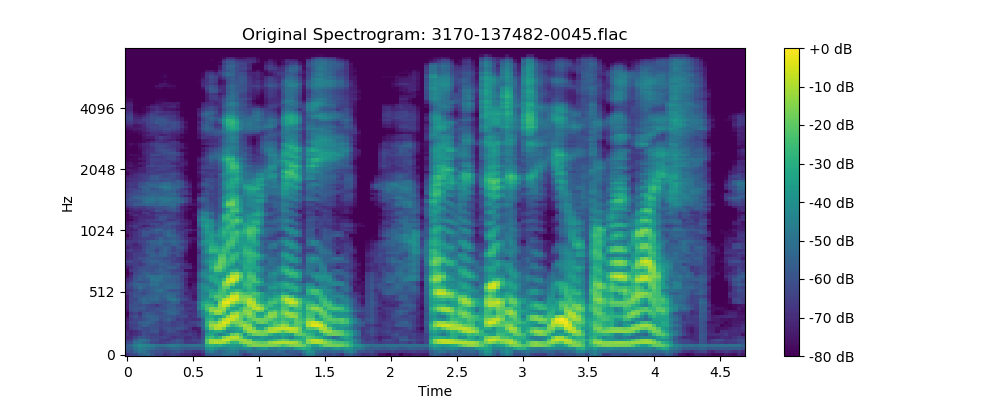 Original Spectrogram: 3170-137482-0045.flac
Hz
4096
2048
1024
512
0
0 0.5 1 1.5 2 2.5 3 3.5 4 4.5
Time
+0 dB
-10 dB
-20 dB
-30 dB
-40 dB
-50 dB
-60 dB
-70 dB
-80 dB